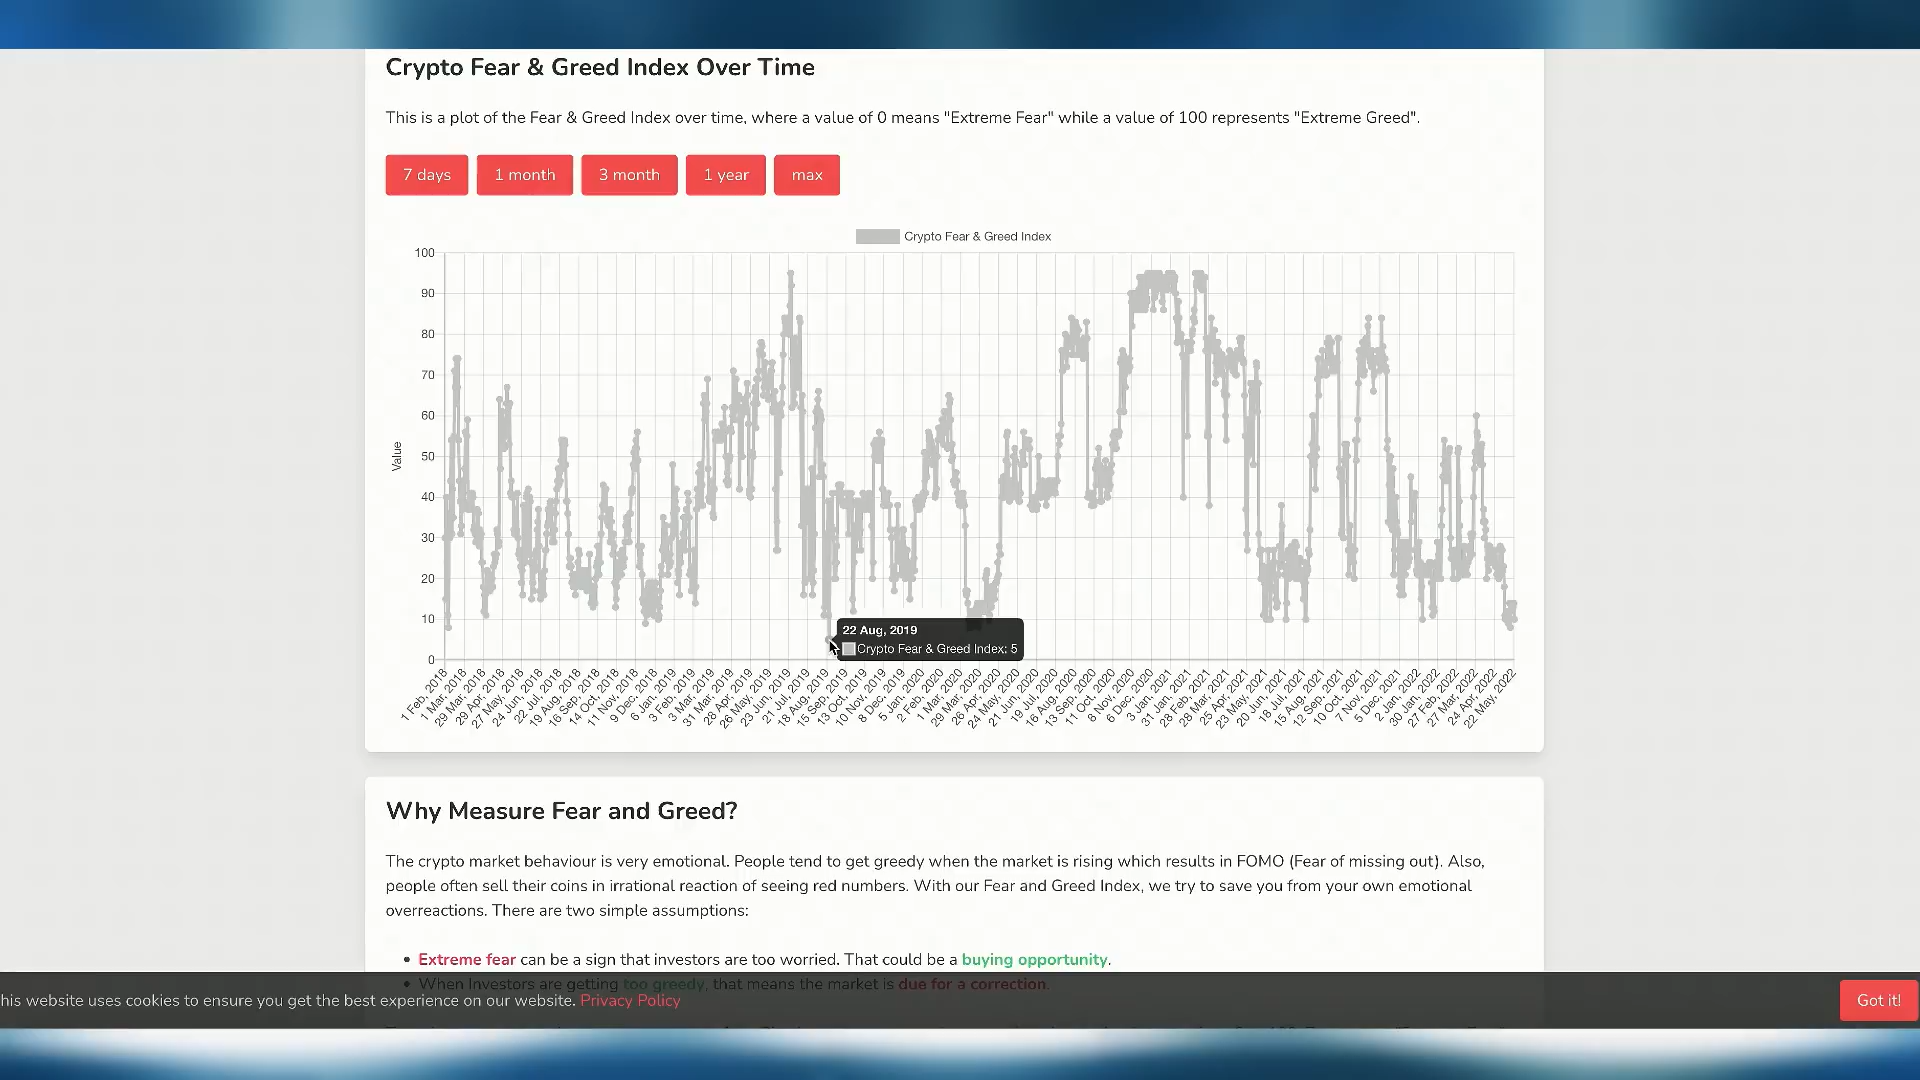 Crypto Fear & Greed Index Over Time
This is a plot of the Fear & Greed Index over time, where a value of 0 means "Extreme Fear" while a value of 100 represents "Extreme Greed".
7 days
1 month
3 month
1 year
max
Crypto Fear & Greed Index
100
90
80
70
60
50
40
30
20
10
0
Value
22 Aug, 2019
Crypto Fear & Greed Index: 5
1 Feb, 2018
1 Mar, 2018
29 Mar, 2018
29 Apr, 2018
27 May, 2018
24 Jun, 2018
22 Jul, 2018
19 Aug, 2018
16 Sep, 2018
14 Oct, 2018
11 Nov, 2018
9 Dec, 2018
6 Jan, 2019
3 Feb, 2019
3 Mar, 2019
31 Mar, 2019
28 Apr, 2019
26 May, 2019
23 Jun, 2019
21 Jul, 2019
18 Aug, 2019
15 Sep, 2019
13 Oct, 2019
10 Nov, 2019
8 Dec, 2019
5 Jan, 2020
2 Feb, 2020
1 Mar, 2020
29 Mar, 2020
26 Apr, 2020
24 May, 2020
21 Jun, 2020
19 Jul, 2020
16 Aug, 2020
13 Sep, 2020
11 Oct, 2020
8 Nov, 2020
6 Dec, 2020
3 Jan, 2021
31 Jan, 2021
28 Feb, 2021
28 Mar, 2021
25 Apr, 2021
23 May, 2021
20 Jun, 2021
18 Jul, 2021
15 Aug, 2021
12 Sep, 2021
10 Oct, 2021
7 Nov, 2021
5 Dec, 2021
2 Jan, 2022
30 Jan, 2022
27 Feb, 2022
27 Mar, 2022
24 Apr, 2022
22 May, 2022
Why Measure Fear and Greed?
The crypto market behaviour is very emotional. People tend to get greedy when the market is rising which results in FOMO (Fear of missing out). Also,
people often sell their coins in irrational reaction of seeing red numbers. With our Fear and Greed Index, we try to save you from your own emotional
overreactions. There are two simple assumptions:
• Extreme fear can be a sign that investors are too worried. That could be a buying opportunity.
• When Investors are getting too greedy, that means the market is due for a correction.
his website uses cookies to ensure you get the best experience on our website. Privacy Policy
Got it!